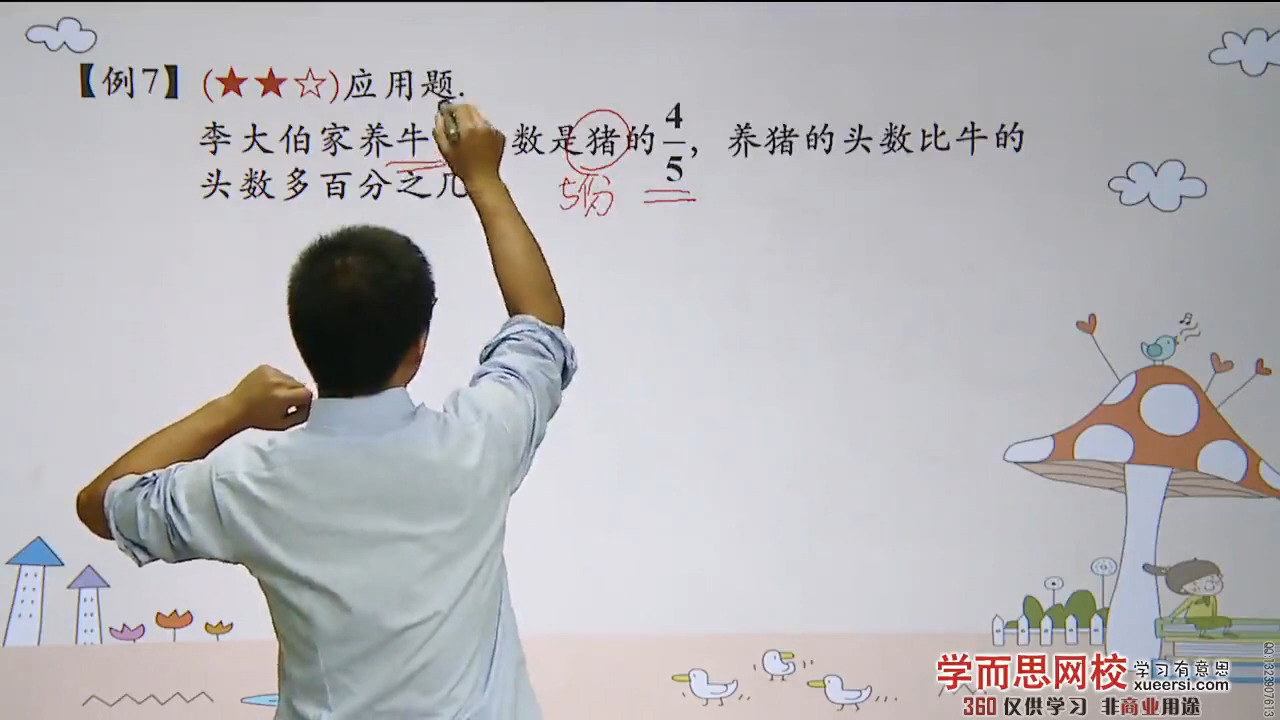 【例7】(★★☆)应用题.
李大伯家养牛 数是猪的4/5，养猪的头数比牛的
头数多百分之几
5份
学而思网校 学习有意思
xueersi.com
360 仅供学习 非商业用途
QQ1323907613